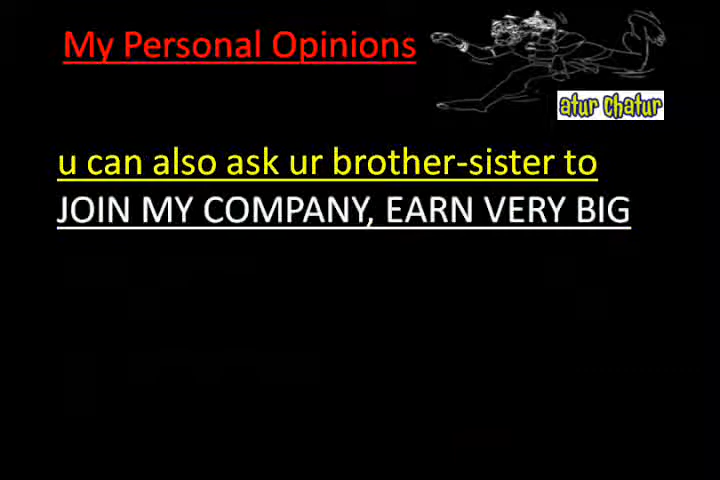 My Personal Opinions
atur chatur
u can also ask ur brother-sister to
JOIN MY COMPANY, EARN VERY BIG